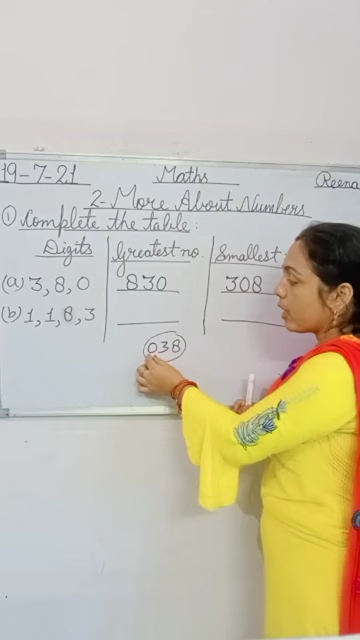 19-7-21 Maths Reena
2-More About Numbers
① Complete the table:
Digits Greatest no. Smallest
(a) 3, 8, 0 830 308
(b) 1, 1, 8, 3
038